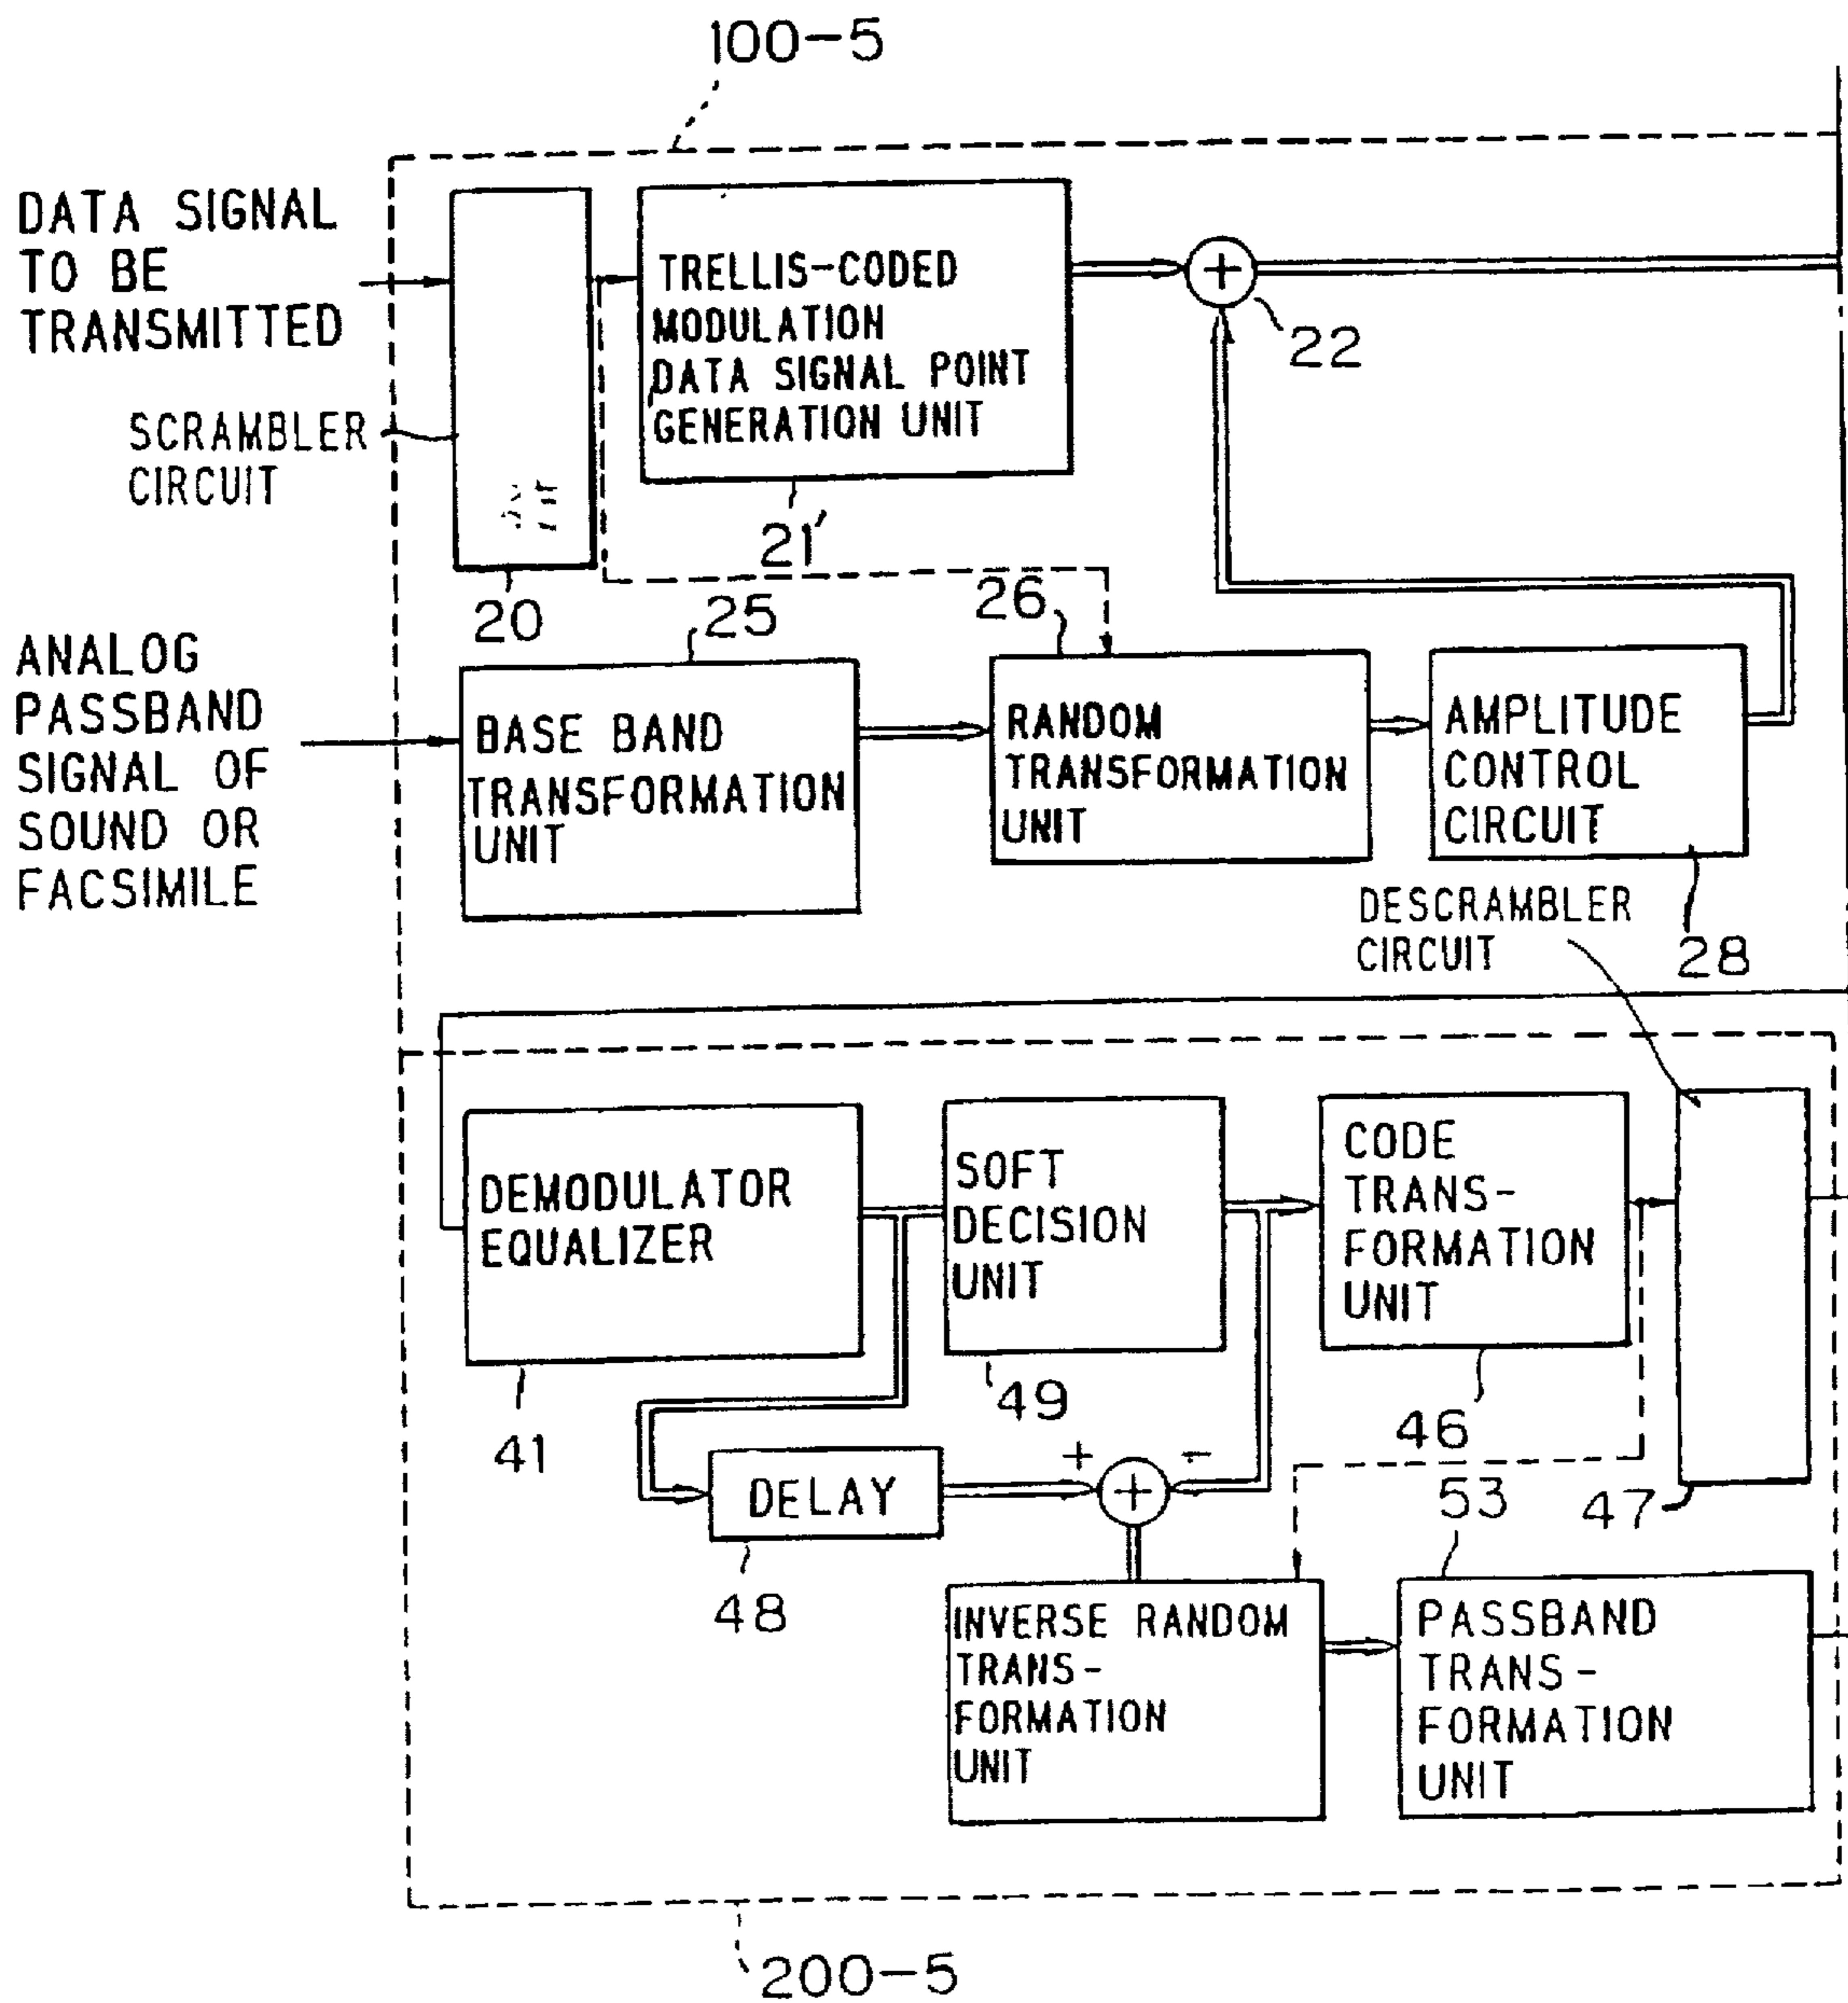 100-5
DATA SIGNAL
TO BE
TRANSMITTED
SCRAMBLER
CIRCUIT
20
TRELLIS-CODED
MODULATION
DATA SIGNAL POINT
GENERATION UNIT
21'
+
22
ANALOG
PASSBAND
SIGNAL OF
SOUND OR
FACSIMILE
25
BASE BAND
TRANSFORMATION
UNIT
26
RANDOM
TRANSFORMATION
UNIT
AMPLITUDE
CONTROL
CIRCUIT
28
DESCRAMBLER
CIRCUIT
DEMODULATOR
EQUALIZER
41
SOFT
DECISION
UNIT
49
CODE
TRANS-
FORMATION
UNIT
46
47
DELAY
48
+
-
+
INVERSE RANDOM
TRANS-
FORMATION
UNIT
53
PASSBAND
TRANS-
FORMATION
UNIT
200-5